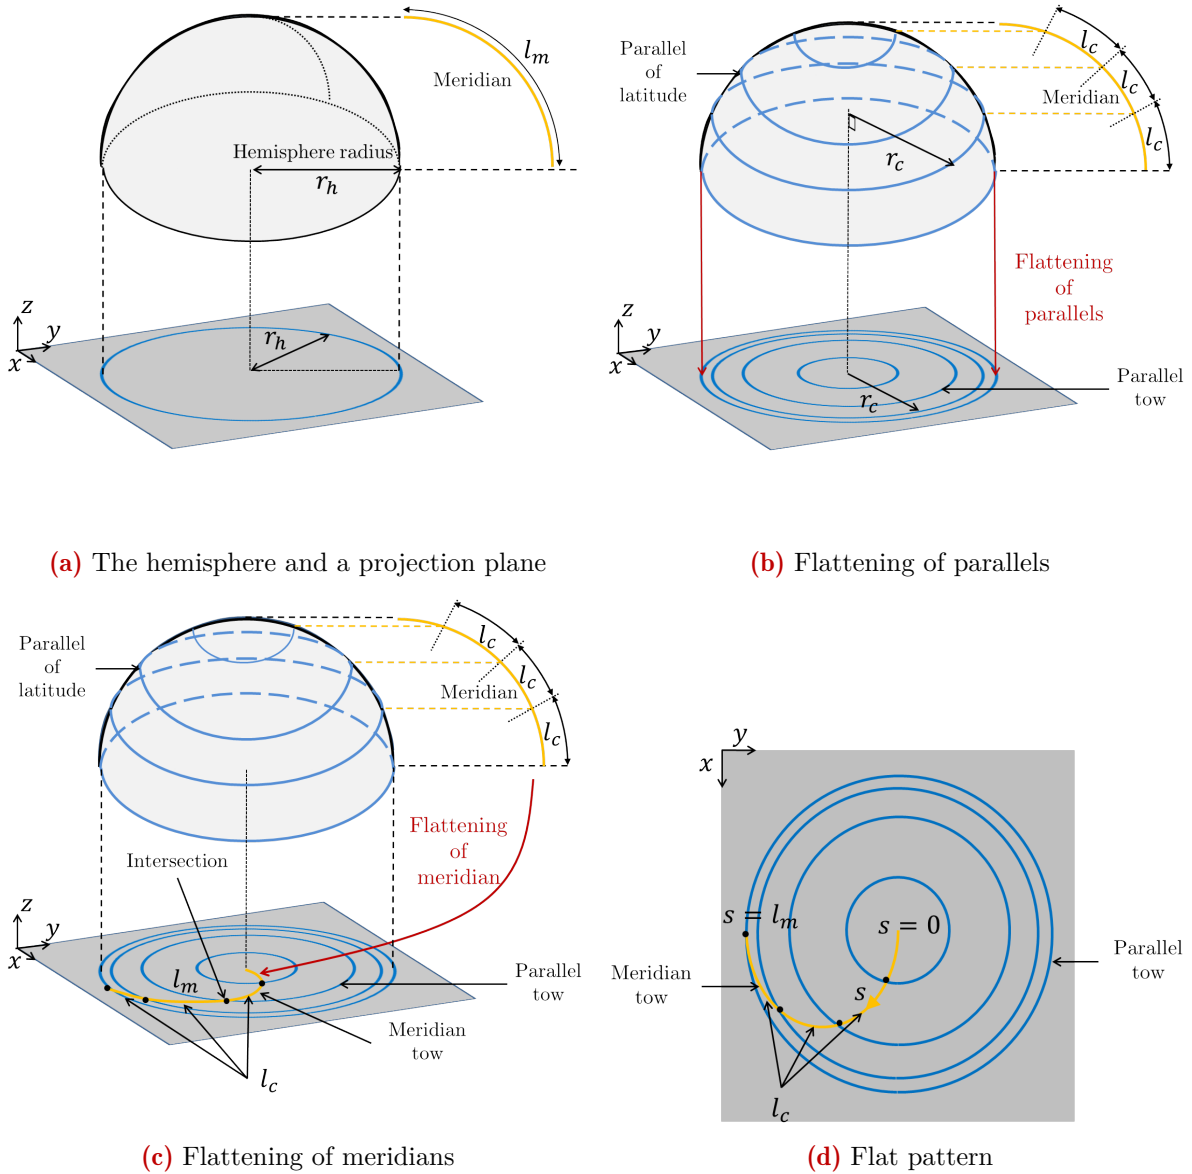 l_m
Meridian
Hemisphere radius
r_h
z
y
x
r_h
(a) The hemisphere and a projection plane
Parallel
of
latitude
l_c
l_c
Meridian
l_c
r_c
Flattening
of
parallels
z
y
x
r_c
Parallel
tow
(b) Flattening of parallels
Parallel
of
latitude
l_c
l_c
Meridian
l_c
Flattening
of
meridian
Intersection
z
y
x
l_m
Parallel
tow
Meridian
tow
l_c
(c) Flattening of meridians
y
x
s = l_m
s = 0
Meridian
tow
s
Parallel
tow
l_c
(d) Flat pattern